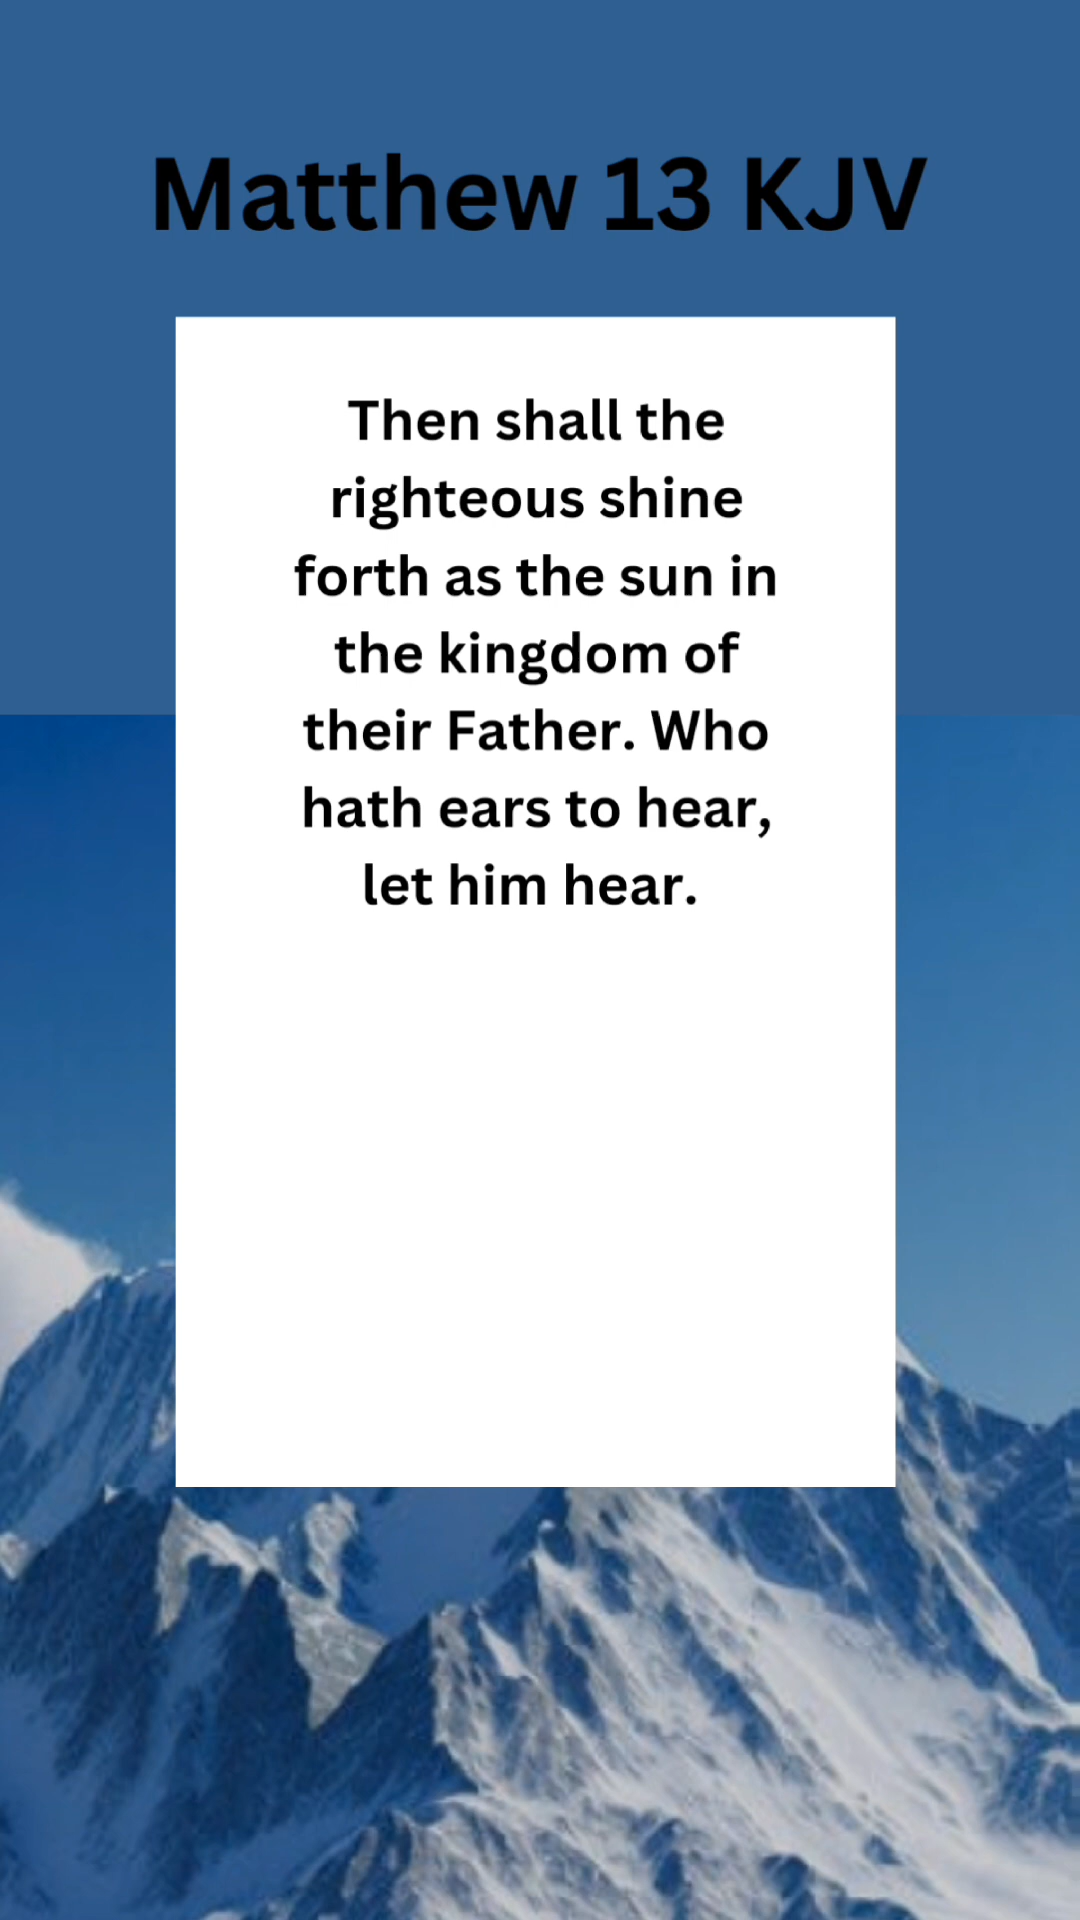 Matthew 13 KJV
Then shall the
righteous shine
forth as the sun in
the kingdom of
their Father. Who
hath ears to hear,
let him hear.